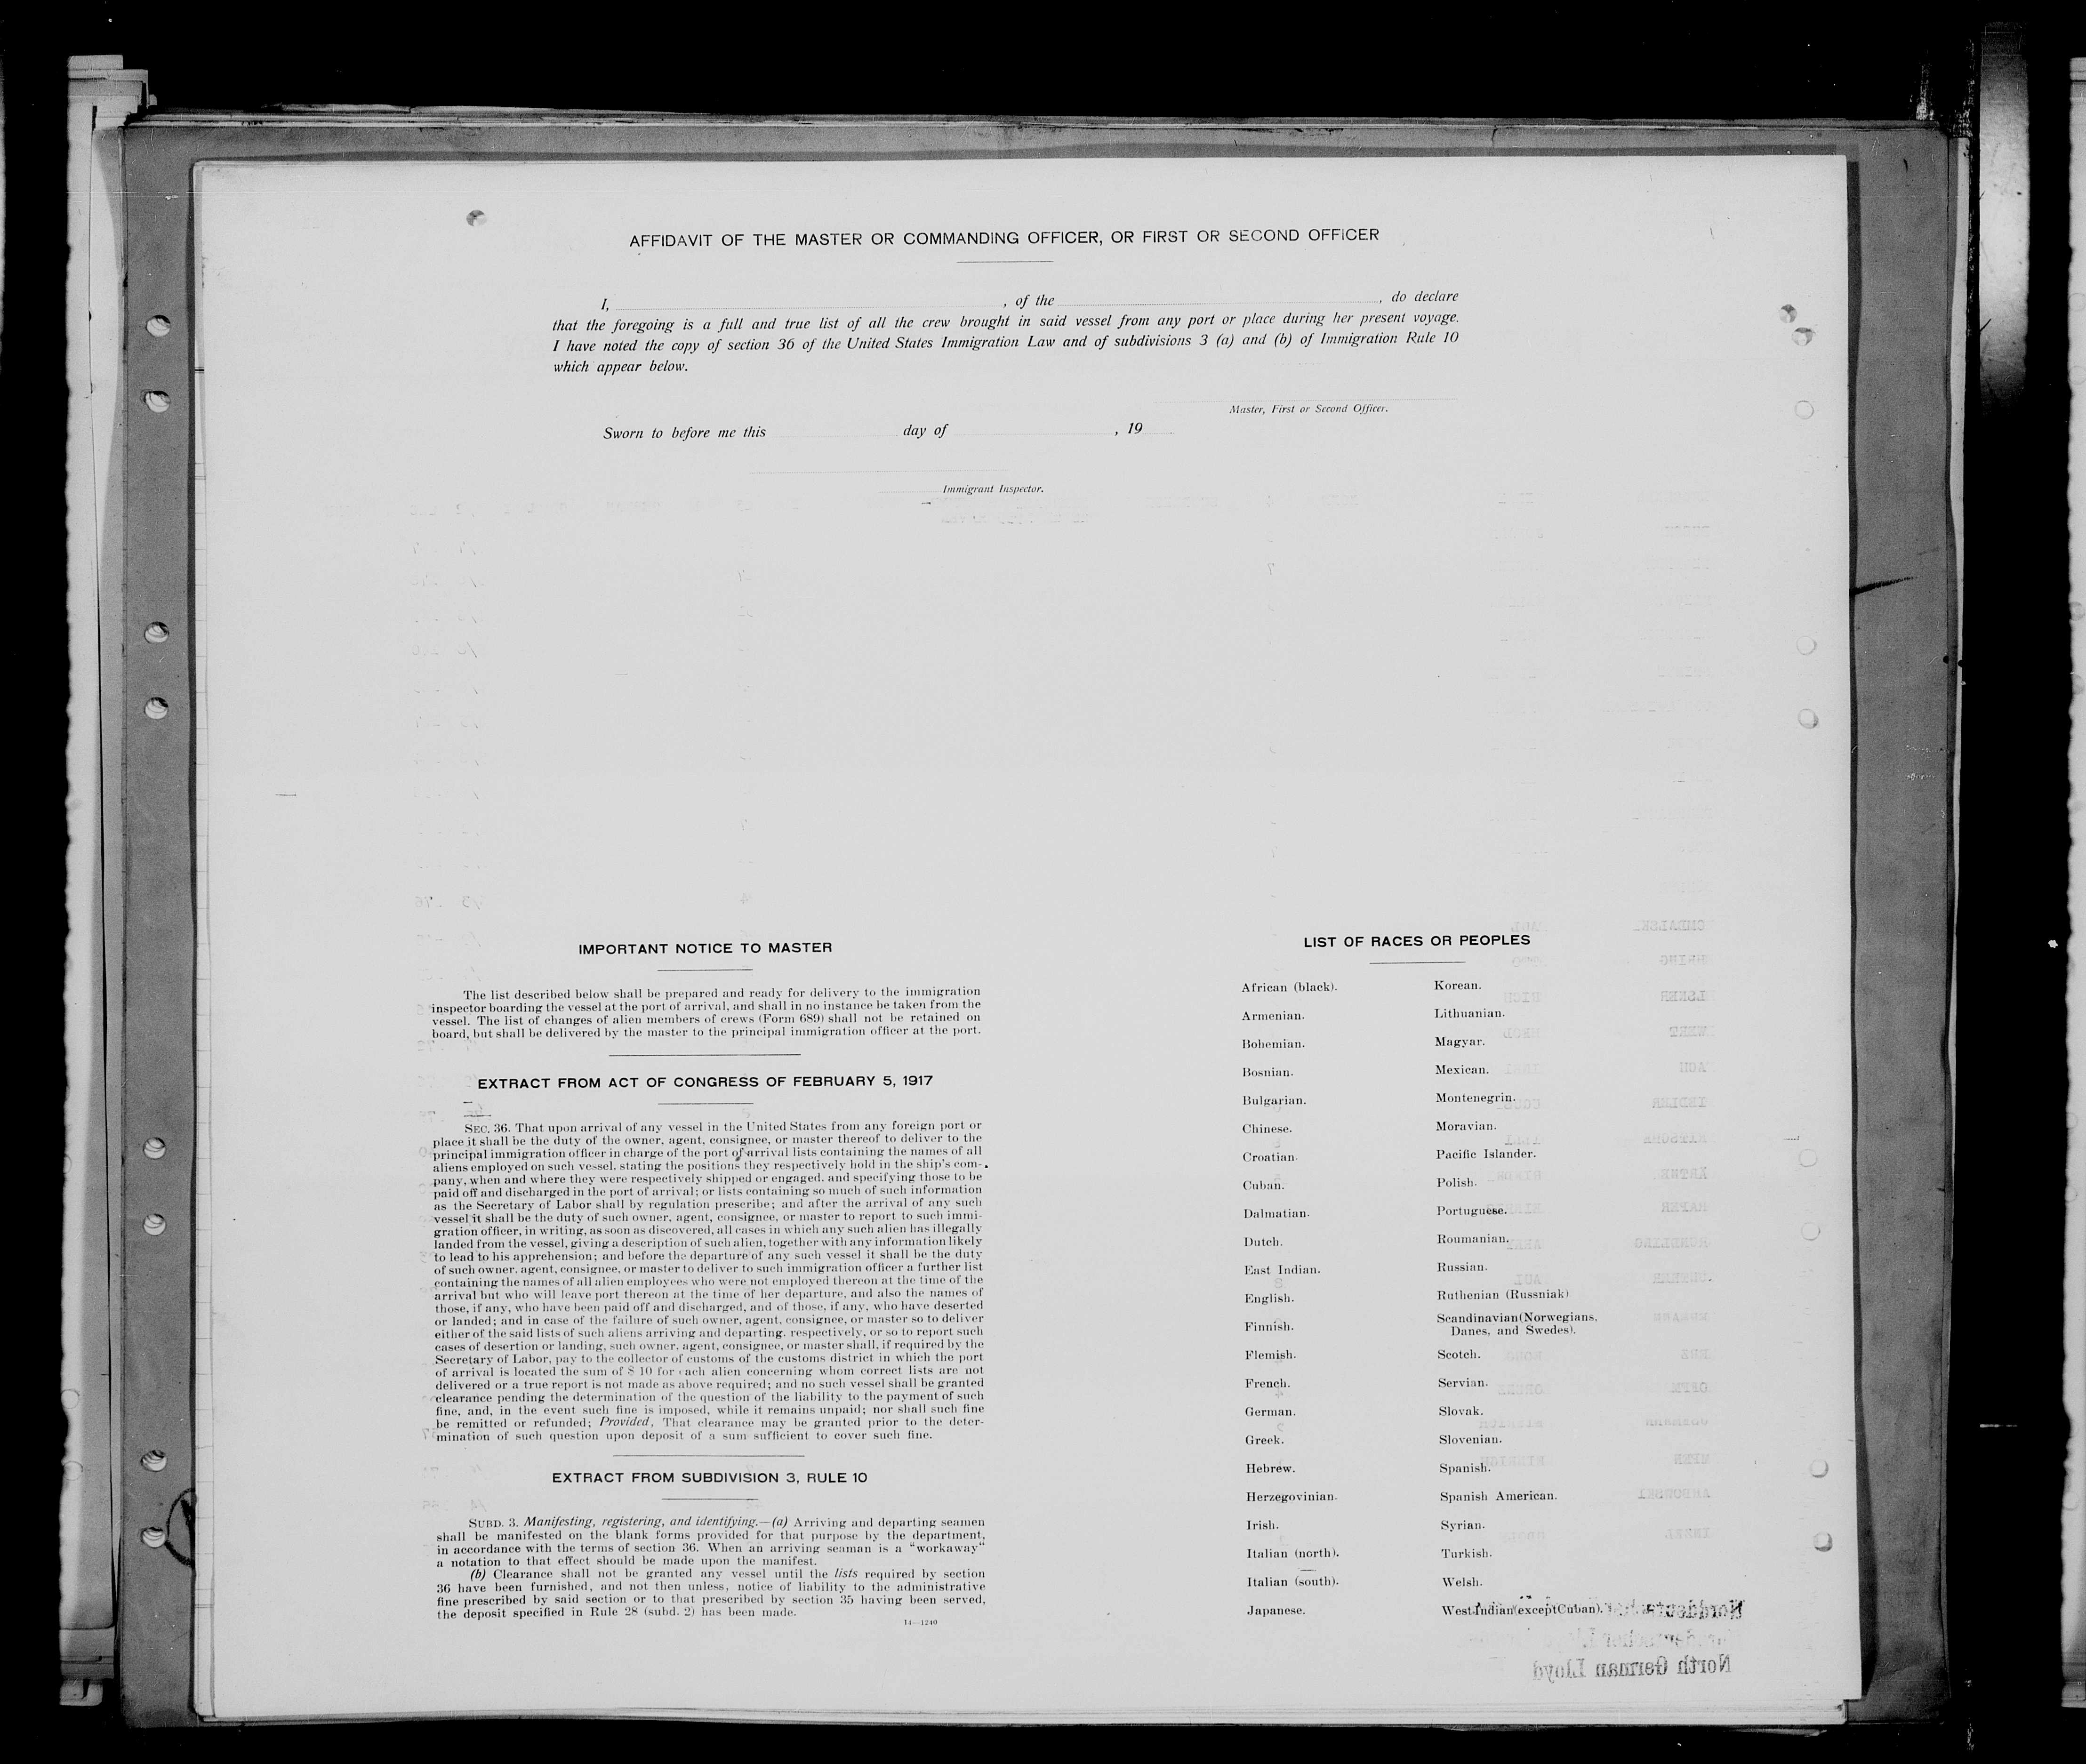 AFFIDAVIT OF THE MASTER OR COMMANDING OFFICER, OR FIRST OR SECOND OFFICER
I, , of the , do declare
that the foregoing is a full and true list of all the crew brought in said vessel from any port or place during her present voyage.
I have noted the copy of section 36 of the United States Immigration Law and of subdivisions 3 (a) and (b) of Immigration Rule 10
which appear below.
Master, First or Second Officer.
Sworn to before me this day of , 19
Immigrant Inspector.
IMPORTANT NOTICE TO MASTER
The list described below shall be prepared and ready for delivery to the immigration
inspector boarding the vessel at the port of arrival, and shall in no instance be taken from the
vessel. The list of changes of alien members of crews (Form 689) shall not be retained on
board, but shall be delivered by the master to the principal immigration officer at the port.
EXTRACT FROM ACT OF CONGRESS OF FEBRUARY 5, 1917
SEC. 36. That upon arrival of any vessel in the United States from any foreign port or
place it shall be the duty of the owner, agent, consignee, or master thereof to deliver to the
principal immigration officer in charge of the port of arrival lists containing the names of all
aliens employed on such vessel. stating the positions they respectively hold in the ship's com-
pany, when and where they were respectively shipped or engaged. and specifying those to be
paid off and discharged in the port of arrival; or lists containing so much of such information
as the Secretary of Labor shall by regulation prescribe; and after the arrival of any such
vessel it shall be the duty of such owner, agent, consignee, or master to report to such immi-
gration officer, in writing, as soon as discovered, all cases in which any such alien has illegally
landed from the vessel, giving a description of such alien, together with any information likely
to lead to his apprehension; and before the departure of any such vessel it shall be the duty
of such owner, agent, consignee, or master to deliver to such immigration officer a further list
containing the names of all alien employees who were not employed thereon at the time of the
arrival but who will leave port thereon at the time of her departure, and also the names of
those, if any, who have been paid off and discharged, and of those, if any, who have deserted
or landed; and in case of the failure of such owner, agent, consignee, or master so to deliver
either of the said lists of such aliens arriving and departing. respectively, or so to report such
cases of desertion or landing, such owner. agent, consignee, or master shall, if required by the
Secretary of Labor, pay to the collector of customs of the customs district in which the port
of arrival is located the sum of $ 10 for each alien concerning whom correct lists are not
delivered or a true report is not made as above required; and no such vessel shall be granted
clearance pending the determination of the question of the liability to the payment of such
fine, and, in the event such fine is imposed, while it remains unpaid; nor shall such fine
be remitted or refunded; Provided, That clearance may be granted prior to the deter-
mination of such question upon deposit of a sum sufficient to cover such fine.
EXTRACT FROM SUBDIVISION 3, RULE 10
SUBD. 3. Manifesting, registering, and identifying.—(a) Arriving and departing seamen
shall be manifested on the blank forms provided for that purpose by the department,
in accordance with the terms of section 36. When an arriving seaman is a "workaway"
a notation to that effect should be made upon the manifest.
(b) Clearance shall not be granted any vessel until the lists required by section
36 have been furnished, and not then unless, notice of liability to the administrative
fine prescribed by said section or to that prescribed by section 35 having been served,
the deposit specified in Rule 28 (subd. 2) has been made.
14—1240
LIST OF RACES OR PEOPLES
African (black).
Armenian.
Bohemian.
Bosnian.
Bulgarian.
Chinese.
Croatian.
Cuban.
Dalmatian.
Dutch.
East Indian.
English.
Finnish.
Flemish.
French.
German.
Greek.
Hebrew.
Herzegovinian.
Irish.
Italian (north).
Italian (south).
Japanese.
Korean.
Lithuanian.
Magyar.
Mexican.
Montenegrin.
Moravian.
Pacific Islander.
Polish.
Portuguese.
Roumanian.
Russian.
Ruthenian (Russniak)
Scandinavian (Norwegians,
Danes, and Swedes).
Scotch.
Servian.
Slovak.
Slovenian.
Spanish.
Spanish American.
Syrian.
Turkish.
Welsh.
West Indian (except Cuban).
North German Lloyd